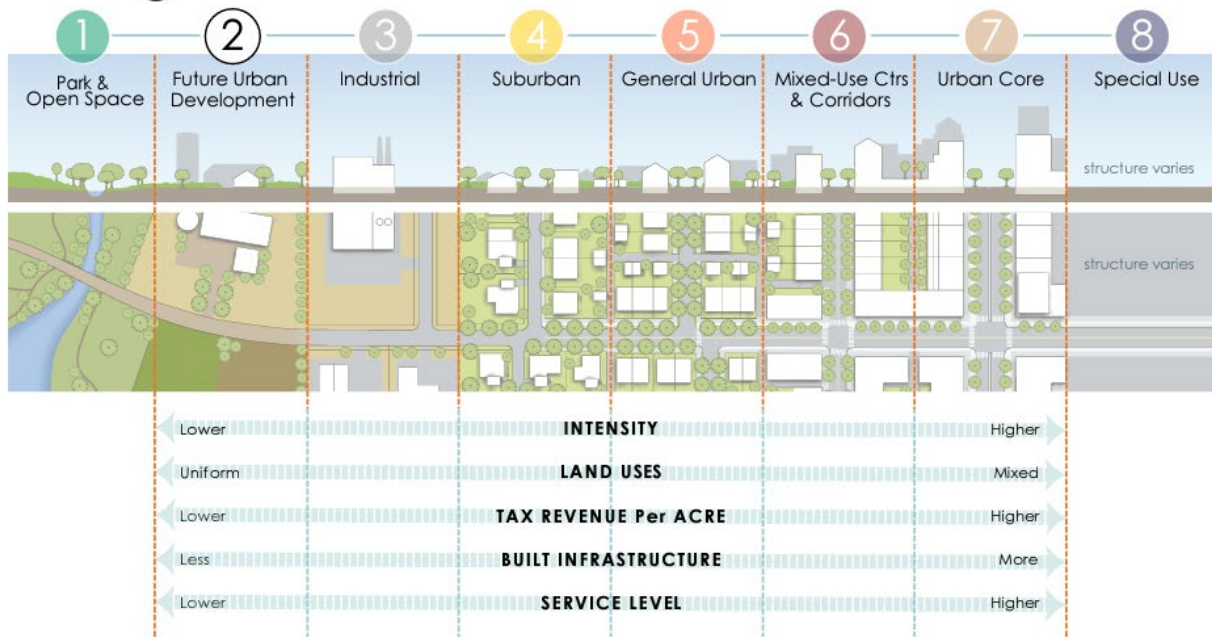 1
2
3
4
5
6
7
8
Park &
Open Space
Future Urban
Development
Industrial
Suburban
General Urban
Mixed-Use Ctrs
& Corridors
Urban Core
Special Use
structure varies
structure varies
Lower INTENSITY Higher
Uniform LAND USES Mixed
Lower TAX REVENUE Per ACRE Higher
Less BUILT INFRASTRUCTURE More
Lower SERVICE LEVEL Higher